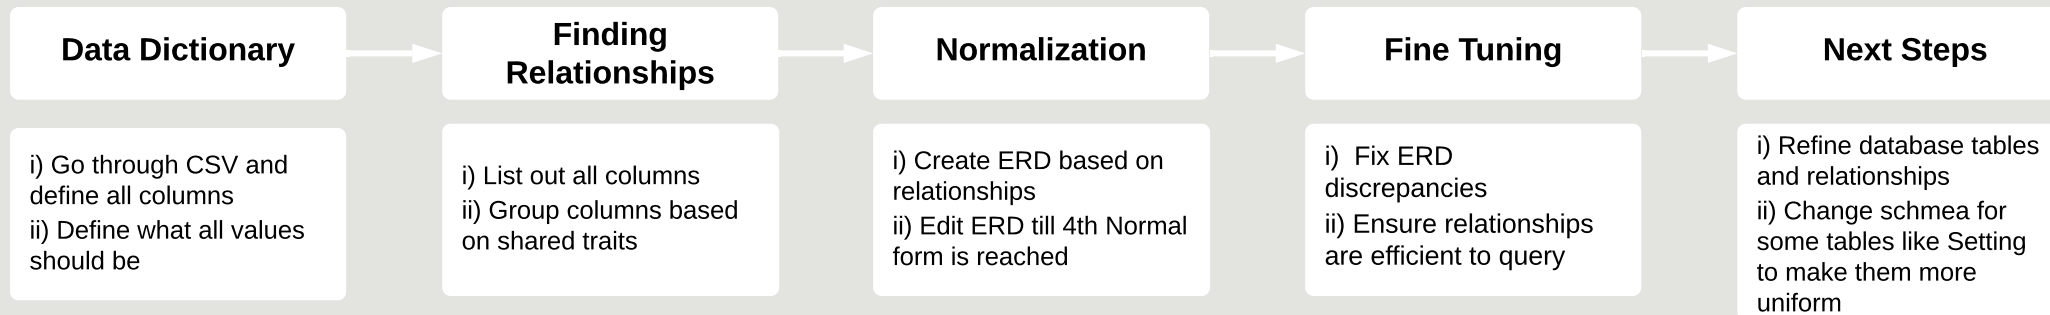 Data Dictionary
Finding
Relationships
Normalization
Fine Tuning
Next Steps
i) Go through CSV and
define all columns
ii) Define what all values
should be
i) List out all columns
ii) Group columns based
on shared traits
i) Create ERD based on
relationships
ii) Edit ERD till 4th Normal
form is reached
i)  Fix ERD
discrepancies
ii) Ensure relationships
are efficient to query
i) Refine database tables
and relationships
ii) Change schmea for
some tables like Setting
to make them more
uniform